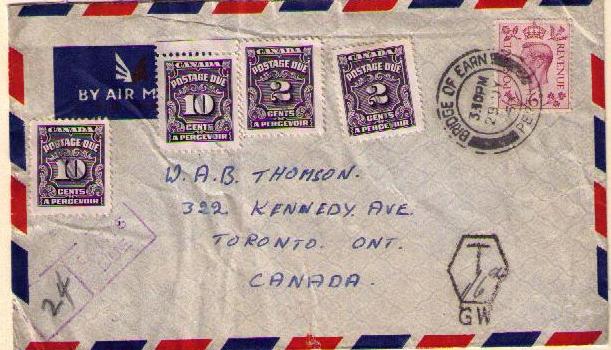 BY AIR M
CANADA
POSTAGE DUE
10
CENTS
A PERCEVOIR
CANADA
POSTAGE DUE
2
CENTS
A PERCEVOIR
CANADA
POSTAGE DUE
2
CENTS
A PERCEVOIR
BRIDGE OF EARN
3 30PM
REVENUE
CANADA
POSTAGE DUE
10
CENTS
A PERCEVOIR
W. A. B. THOMSON.
322 KENNEDY AVE.
TORONTO. ONT.
CANADA.
24
T
GW